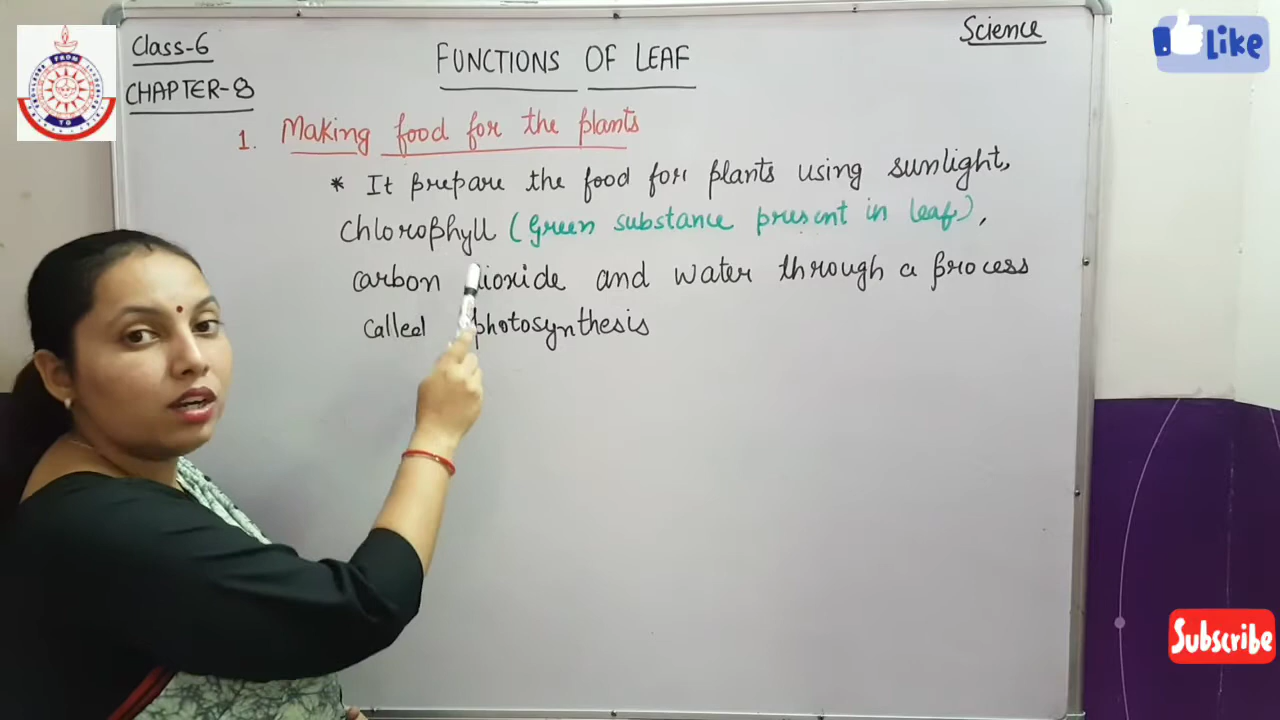 Class-6
FUNCTIONS OF LEAF
Science
Like
CHAPTER-8
1. Making food for the plants
* It prepare the food for plants using sunlight,
chlorophyll (Green substance present in leaf),
carbon dioxide and water through a process
called photosynthesis
Subscribe